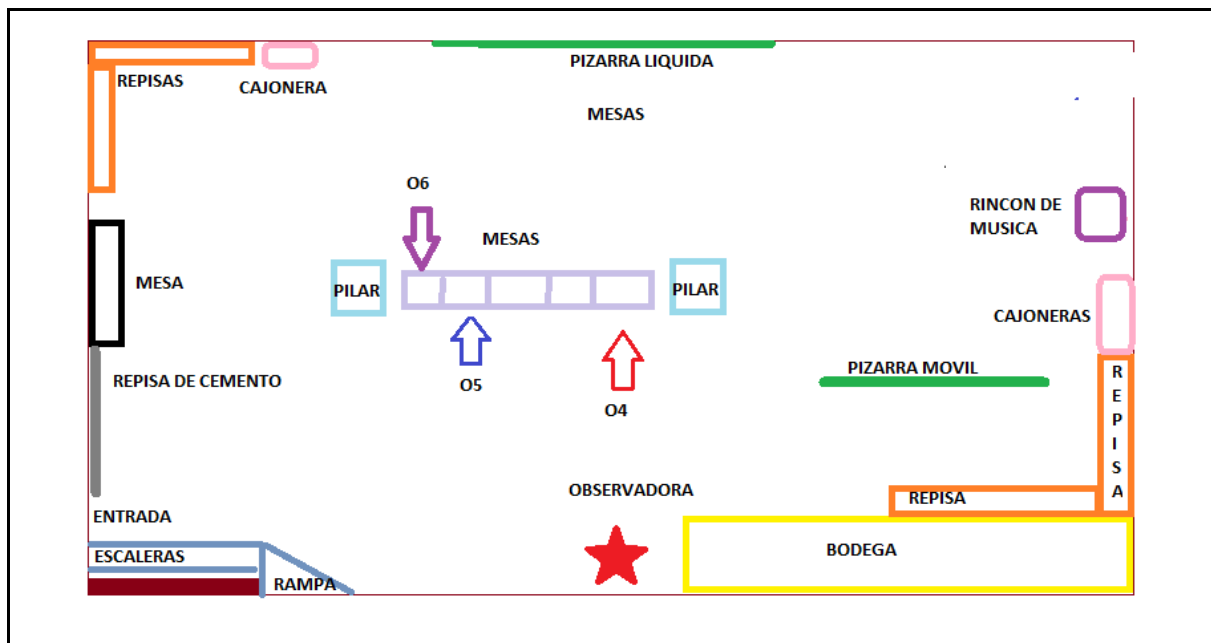 PIZARRA LIQUIDA
REPISAS
CAJONERA
MESAS
O6
RINCON DE
MUSICA
MESAS
MESA
PILAR
PILAR
CAJONERAS
REPISA DE CEMENTO
O5
PIZARRA MOVIL
O4
REPISA
OBSERVADORA
REPISA
ENTRADA
ESCALERAS
BODEGA
RAMPA